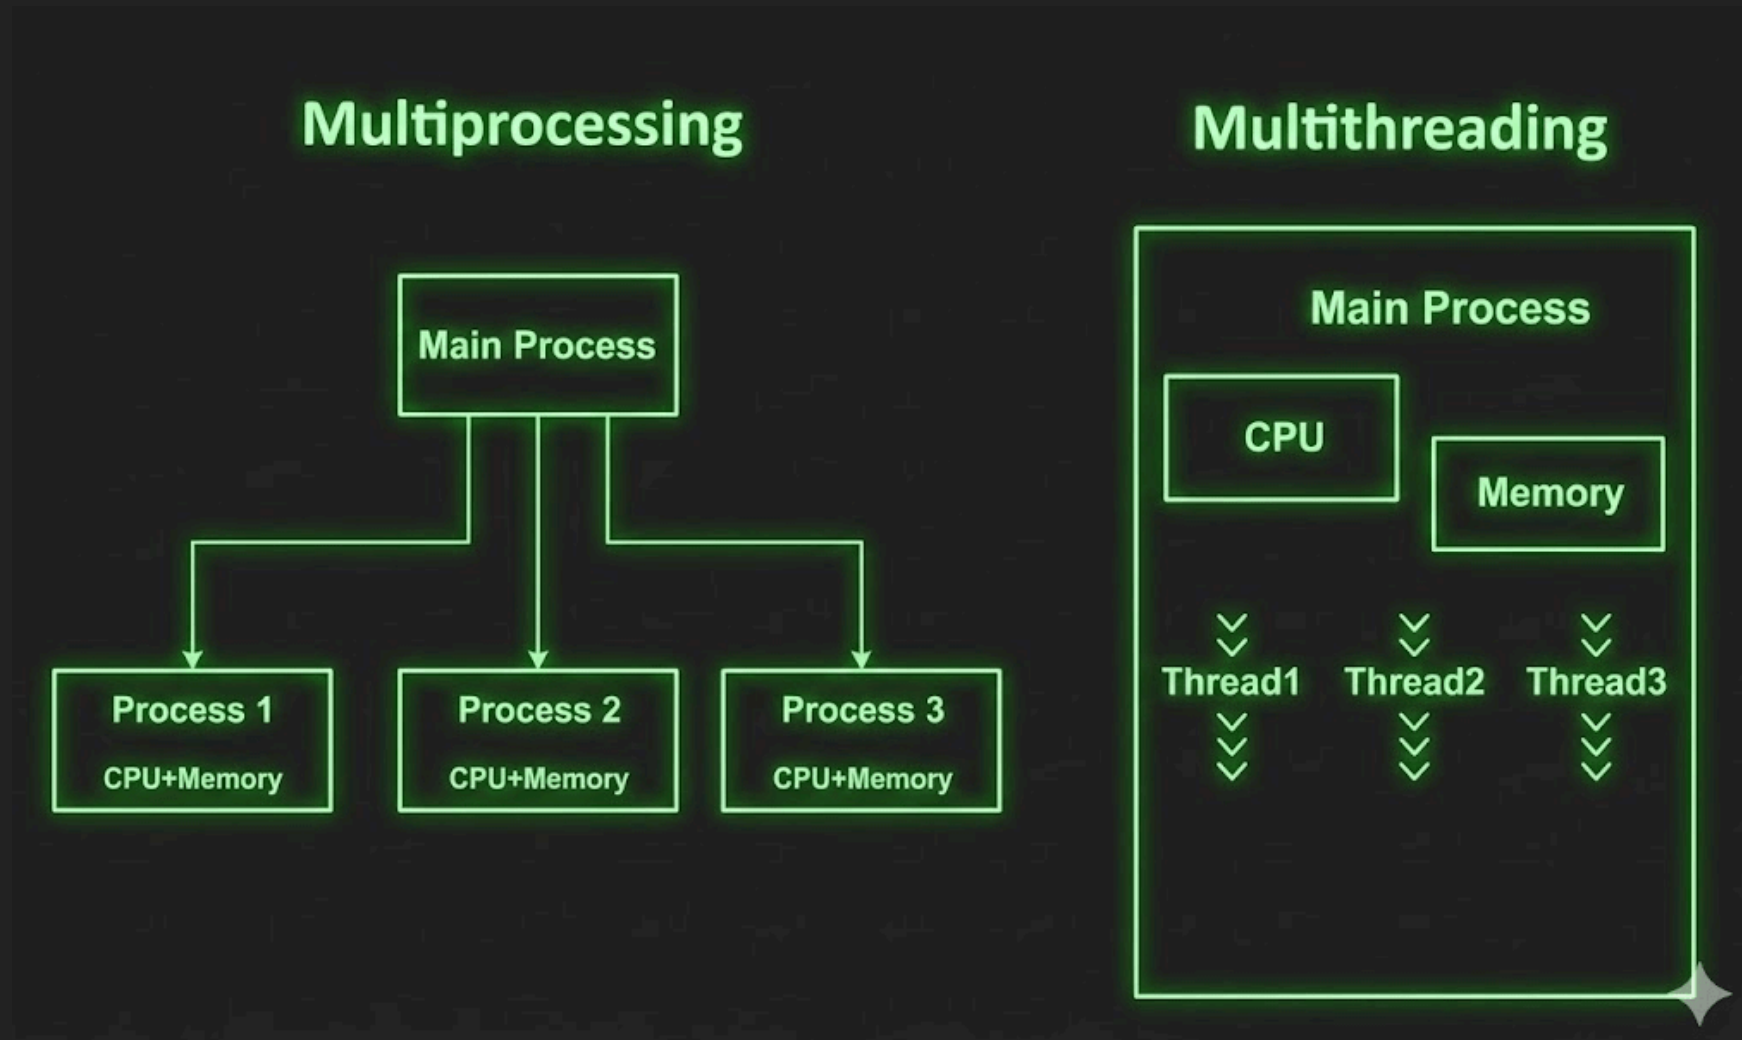 Multiprocessing
Main Process
Process 1
CPU+Memory
Process 2
CPU+Memory
Process 3
CPU+Memory
Multithreading
Main Process
CPU
Memory
Thread1
Thread2
Thread3